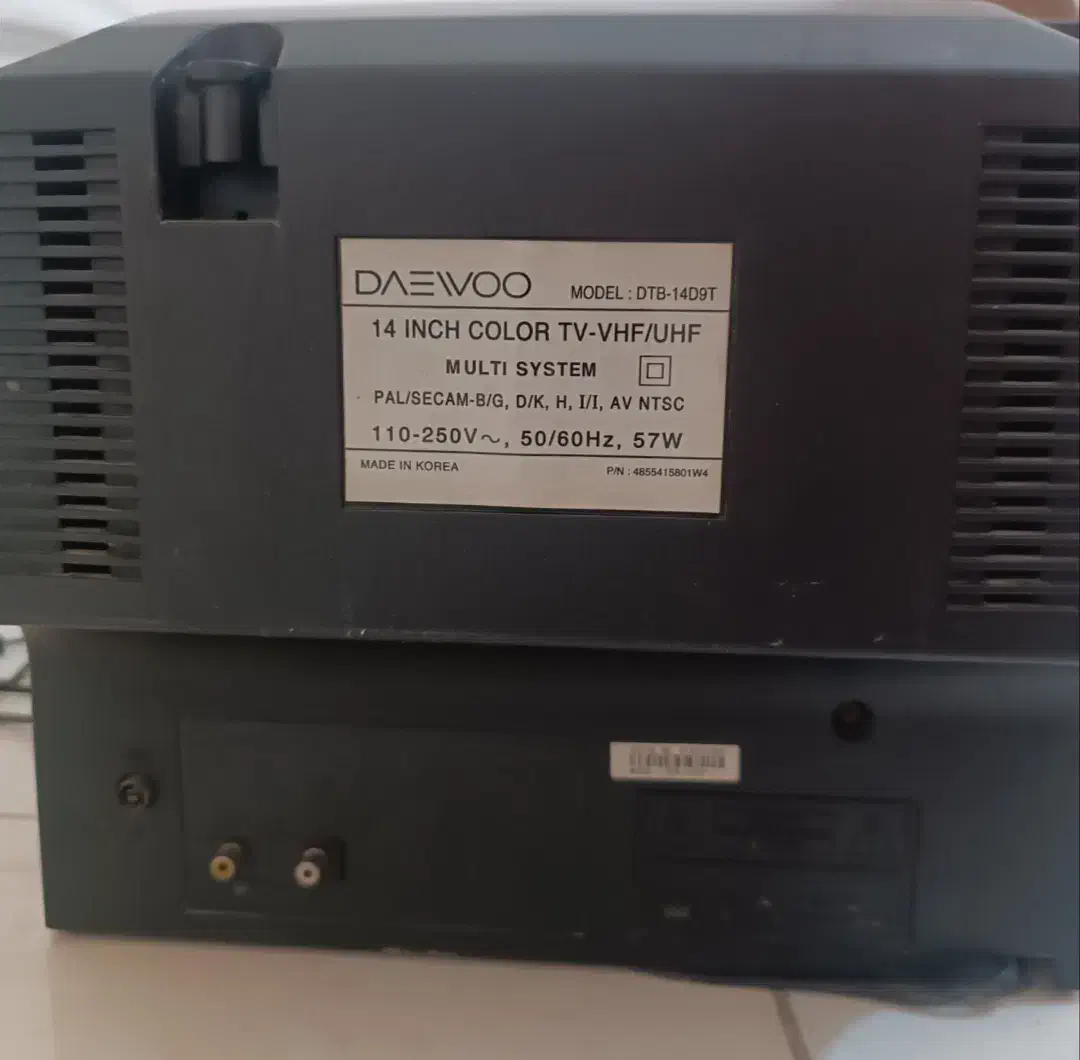 DAEWOO MODEL : DTB-14D9T
14 INCH COLOR TV-VHF/UHF
MULTI SYSTEM
PAL/SECAM-B/G, D/K, H, I/I, AV NTSC
110-250V~, 50/60Hz, 57W
MADE IN KOREA P/N : 4855415801W4